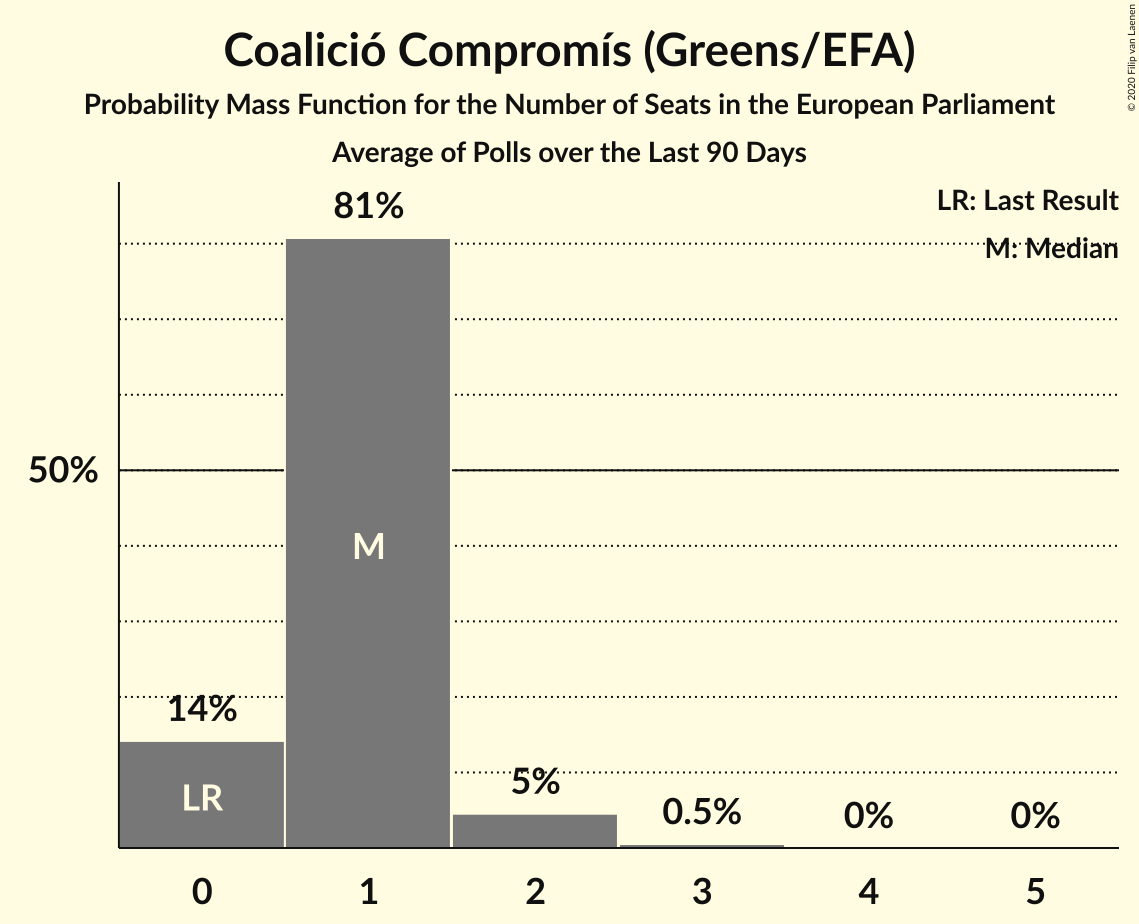 Coalició Compromís (Greens/EFA)
Probability Mass Function for the Number of Seats in the European Parliament
Average of Polls over the Last 90 Days
© 2020 Filip van Laenen
LR: Last Result
M: Median
81%
50%
M
14%
LR
5%
0.5%
0%
0%
0 1 2 3 4 5